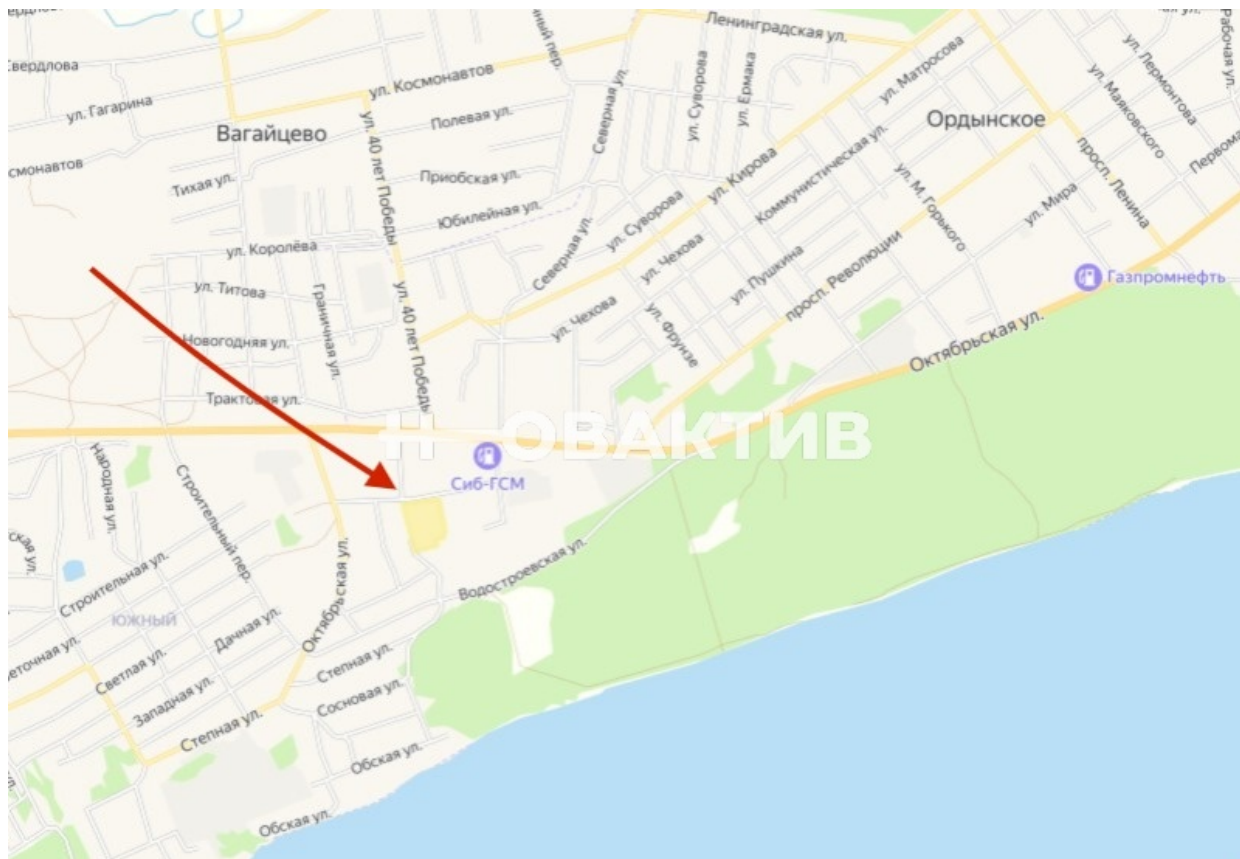 Ленинградская ул.
Свердлова
ул. Космонавтов
ул. Матросова
ул. Лермонтова
Рабочая ул.
ул. Гагарина
Полевая ул.
Северная ул.
ул. Суворова
ул. Ермака
ул. Маяковского
Вагайцево
Ордынское
ул. 40 лет Победы
Коммунистическая ул.
просп. Ленина
Тихая ул.
Приобская ул.
ул. Кирова
ул. М. Горького
ул. Мира
Юбилейная ул.
ул. Суворова
ул. Королёва
Северная ул.
ул. Чехова
ул. Пушкина
просп. Революции
Газпромнефть
ул. Титова
Граничная ул.
ул. 40 лет Победы
ул. Чехова
ул. Фрунзе
Новогодняя ул.
Октябрьская ул.
Трактовая ул.
Н ОВАКТИВ
Сиб-ГСМ
Народная ул.
Строительный пер.
Водостроевская ул.
Строительная ул.
Октябрьская ул.
ЮЖНЫЙ
Дачная ул.
Светлая ул.
Степная ул.
Западная ул.
Сосновая ул.
Степная ул.
Обская ул.
Обская ул.